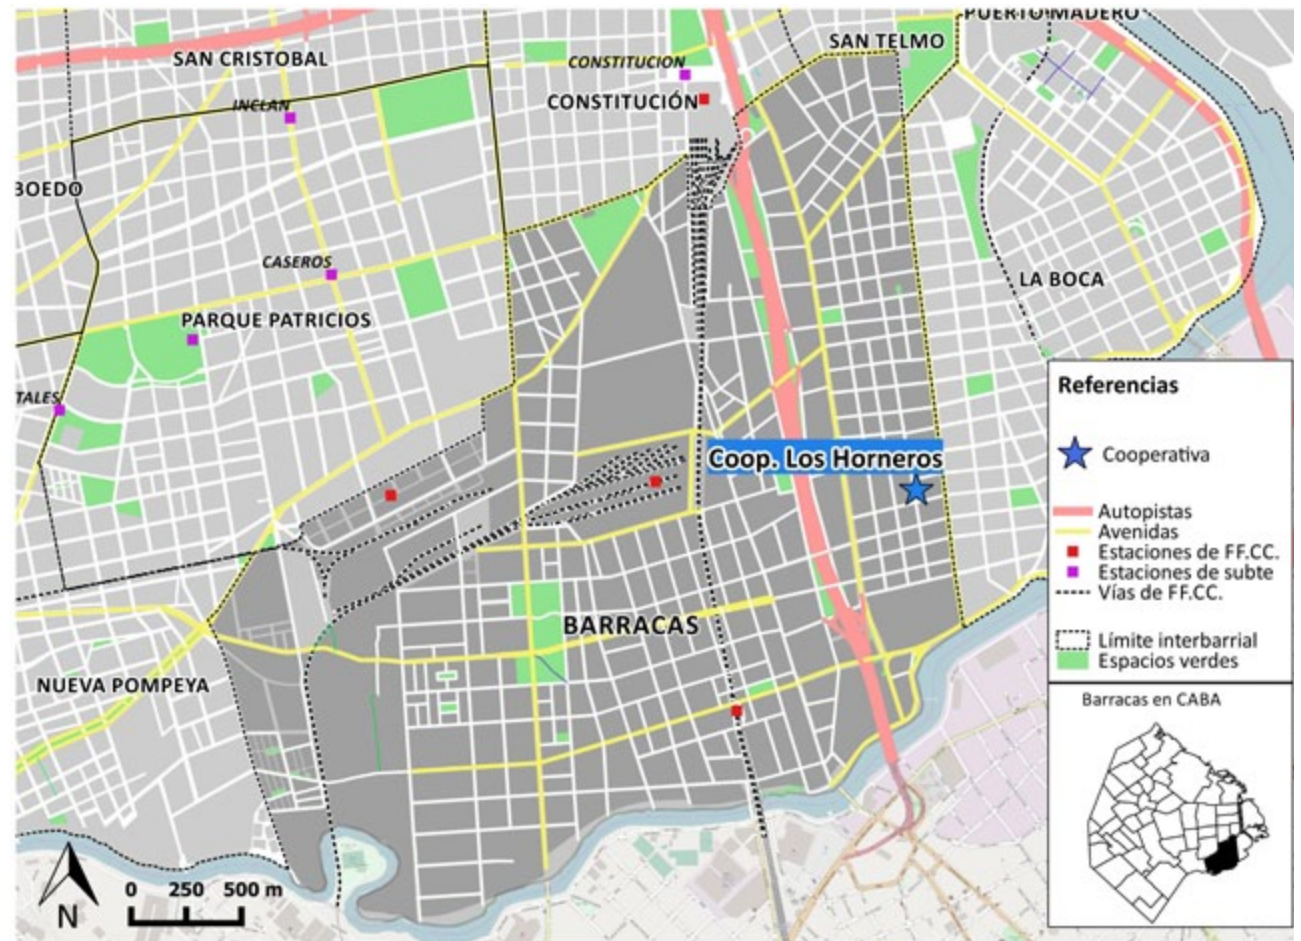 PUERTO MADERO
SAN TELMO
SAN CRISTOBAL
CONSTITUCION
CONSTITUCIÓN
INCLAN
BOEDO
CASEROS
LA BOCA
PARQUE PATRICIOS
TALES
Coop. Los Horneros
BARRACAS
NUEVA POMPEYA
0 250 500 m
N
Referencias
Cooperativa
Autopistas
Avenidas
Estaciones de FF.CC.
Estaciones de subte
Vías de FF.CC.
Límite interbarrial
Espacios verdes
Barracas en CABA